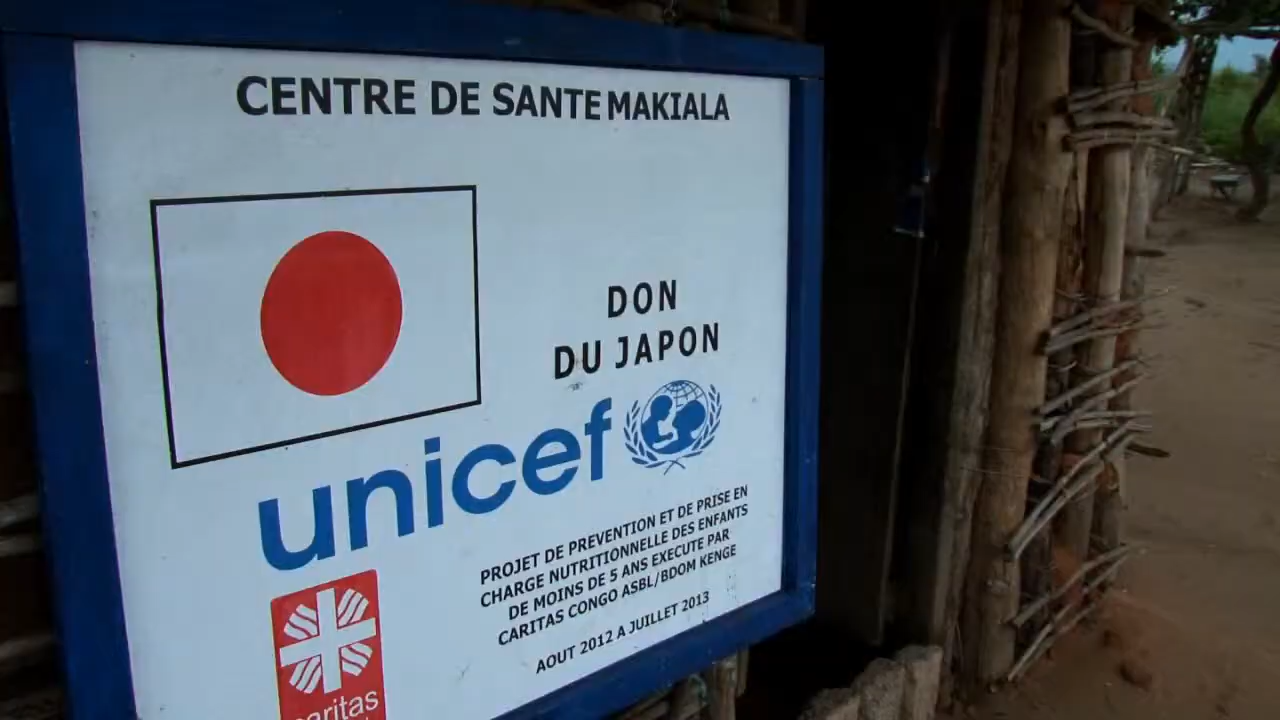 CENTRE DE SANTE MAKIALA
DON
DU JAPON
unicef
PROJET DE PREVENTION ET DE PRISE EN
CHARGE NUTRITIONNELLE DES ENFANTS
DE MOINS DE 5 ANS EXECUTE PAR
CARITAS CONGO ASBL/BDOM KENGE
AOUT 2012 A JUILLET 2013
aritas